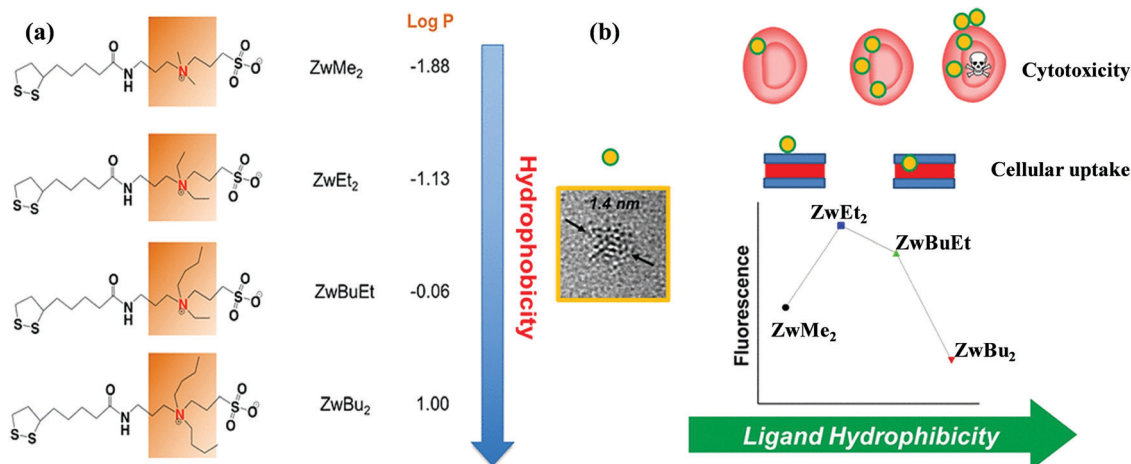 (a)
Log P
ZwMe₂ -1.88
ZwEt₂ -1.13
ZwBuEt -0.06
ZwBu₂ 1.00
Hydrophobicity
O
O
S
S
N
H
N
⊕
S
O
O
⊖
O
S
S
N
H
N
⊕
O
S
O
O
⊖
O
S
S
N
H
N
⊕
O
S
O
O
⊖
O
S
S
N
H
N
⊕
O
S
O
O
⊖
(b)
Cytotoxicity
Cellular uptake
1.4 nm
Fluorescence
ZwMe₂
ZwEt₂
ZwBuEt
ZwBu₂
Ligand Hydrophibicity